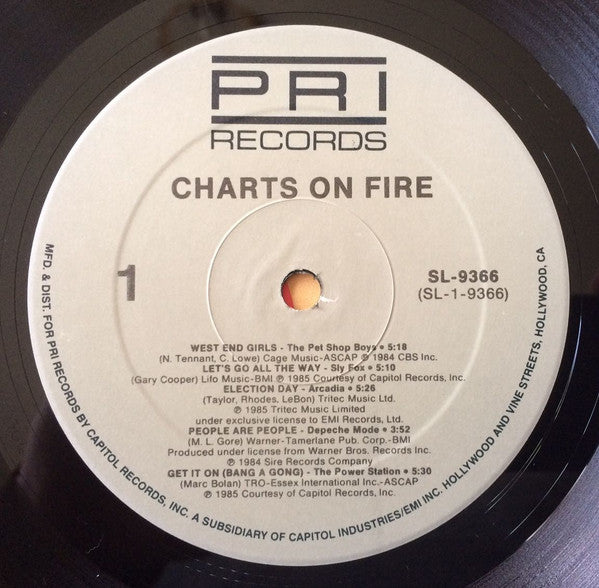 PRI
RECORDS
CHARTS ON FIRE
1
SL-9366
(SL-1-9366)
WEST END GIRLS - The Pet Shop Boys • 5:18
(N. Tennant, C. Lowe) Cage Music-ASCAP ℗ 1984 CBS Inc.
LET'S GO ALL THE WAY - Sly Fox • 5:10
(Gary Cooper) Lifo Music-BMI ℗ 1985 Courtesy of Capitol Records, Inc.
ELECTION DAY - Arcadia • 5:26
(Taylor, Rhodes, LeBon) Tritec Music Ltd.
℗ 1985 Tritec Music Limited
under exclusive license to EMI Records, Ltd.
PEOPLE ARE PEOPLE - Depeche Mode • 3:52
(M. L. Gore) Warner-Tamerlane Pub. Corp.-BMI
Produced under license from Warner Bros. Records Inc.
℗ 1984 Sire Records Company
GET IT ON (BANG A GONG) - The Power Station • 5:30
(Marc Bolan) TRO-Essex International Inc.-ASCAP
℗ 1985 Courtesy of Capitol Records, Inc.
MFD. & DIST. FOR PRI RECORDS BY CAPITOL RECORDS, INC. A SUBSIDIARY OF CAPITOL INDUSTRIES/EMI INC. HOLLYWOOD AND VINE STREETS, HOLLYWOOD, CA